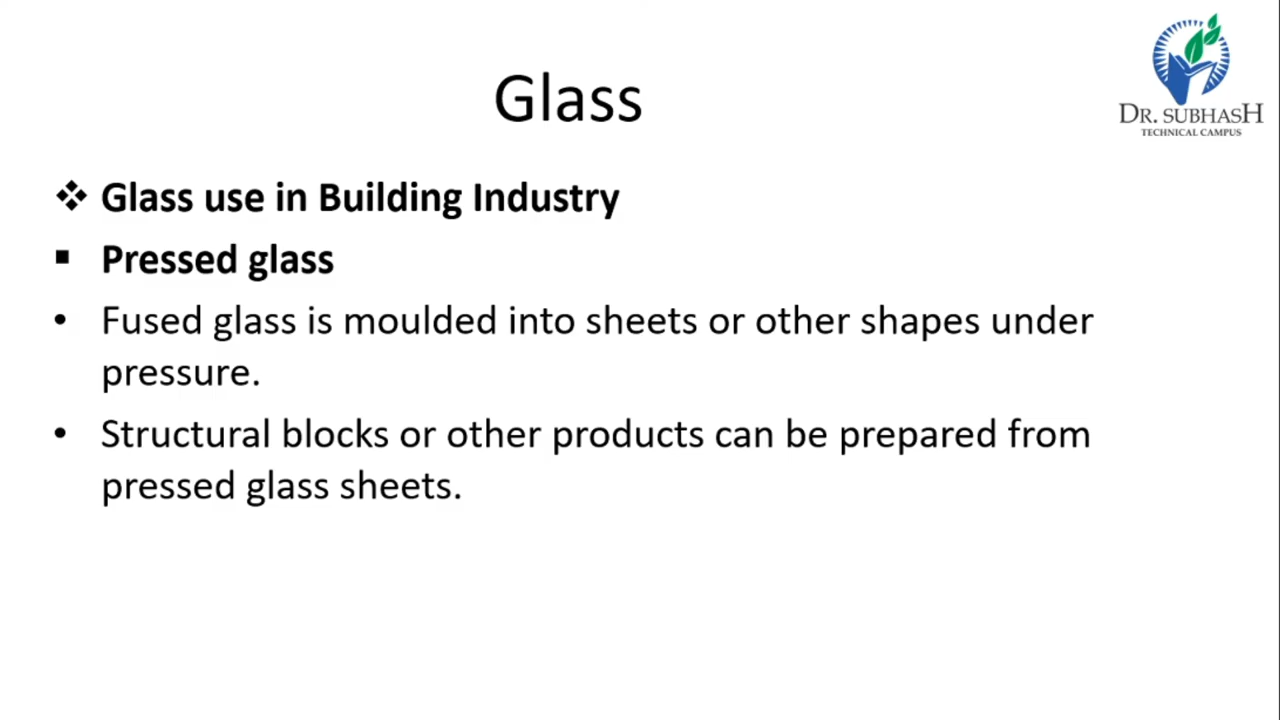 DR. SUBHASH
TECHNICAL CAMPUS
Glass
❖ Glass use in Building Industry
▪ Pressed glass
• Fused glass is moulded into sheets or other shapes under
pressure.
• Structural blocks or other products can be prepared from
pressed glass sheets.